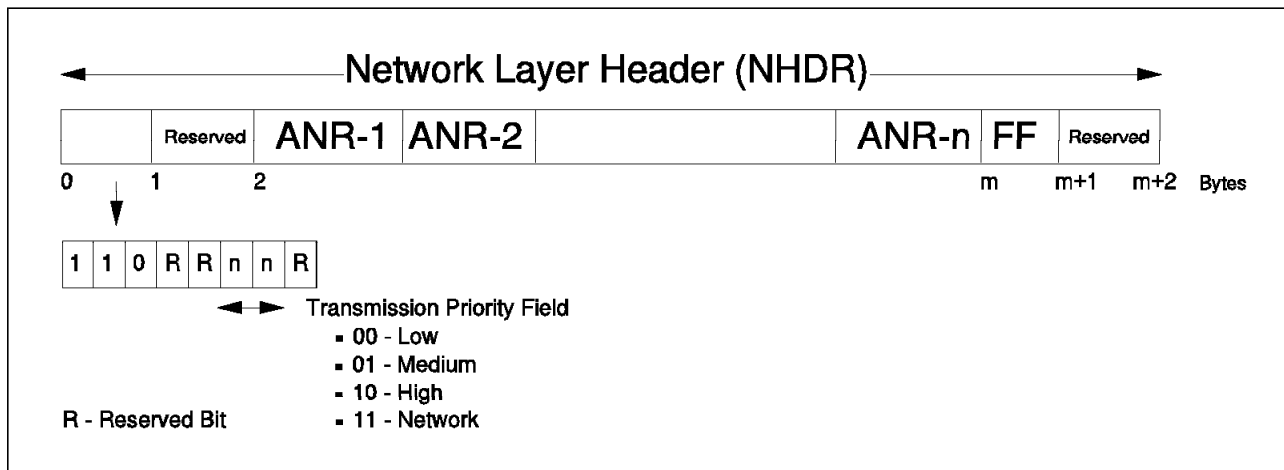 Network Layer Header (NHDR)
Reserved ANR-1 ANR-2 ANR-n FF Reserved
0 1 2 m m+1 m+2 Bytes
1 1 0 R R n n R
Transmission Priority Field
▪ 00 - Low
▪ 01 - Medium
▪ 10 - High
R - Reserved Bit ▪ 11 - Network